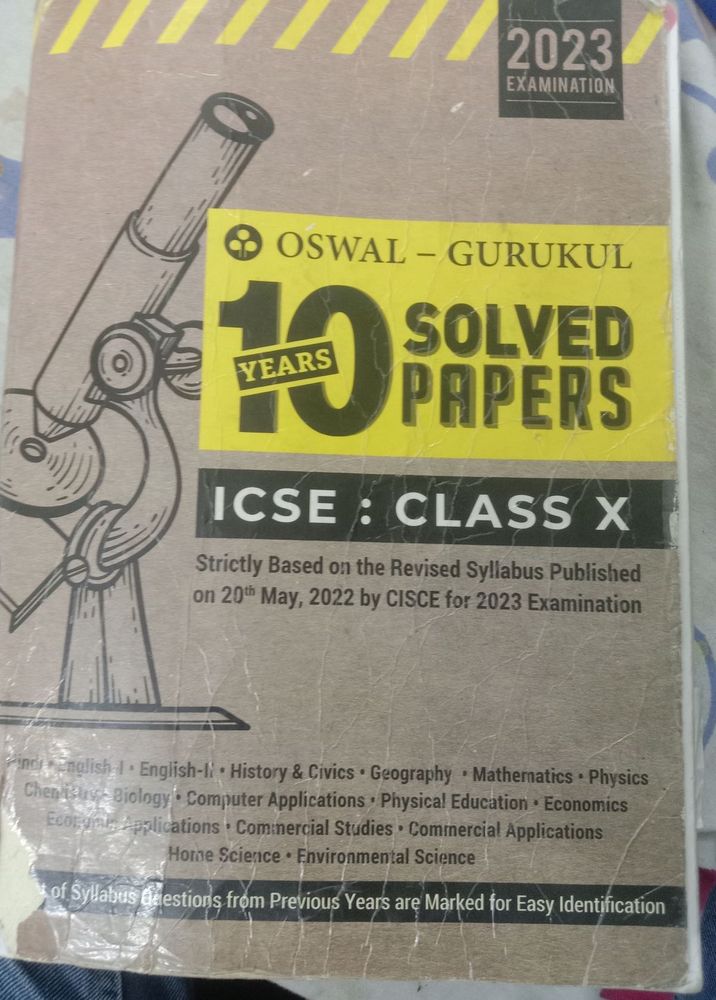 2023
EXAMINATION
OSWAL – GURUKUL
10 YEARS SOLVED PAPERS
ICSE : CLASS X
Strictly Based on the Revised Syllabus Published
on 20th May, 2022 by CISCE for 2023 Examination
English-I • English-II • History & Civics • Geography • Mathematics • Physics
Chemistry • Biology • Computer Applications • Physical Education • Economics
Economic Applications • Commercial Studies • Commercial Applications
Home Science • Environmental Science
of Syllabus Questions from Previous Years are Marked for Easy Identification